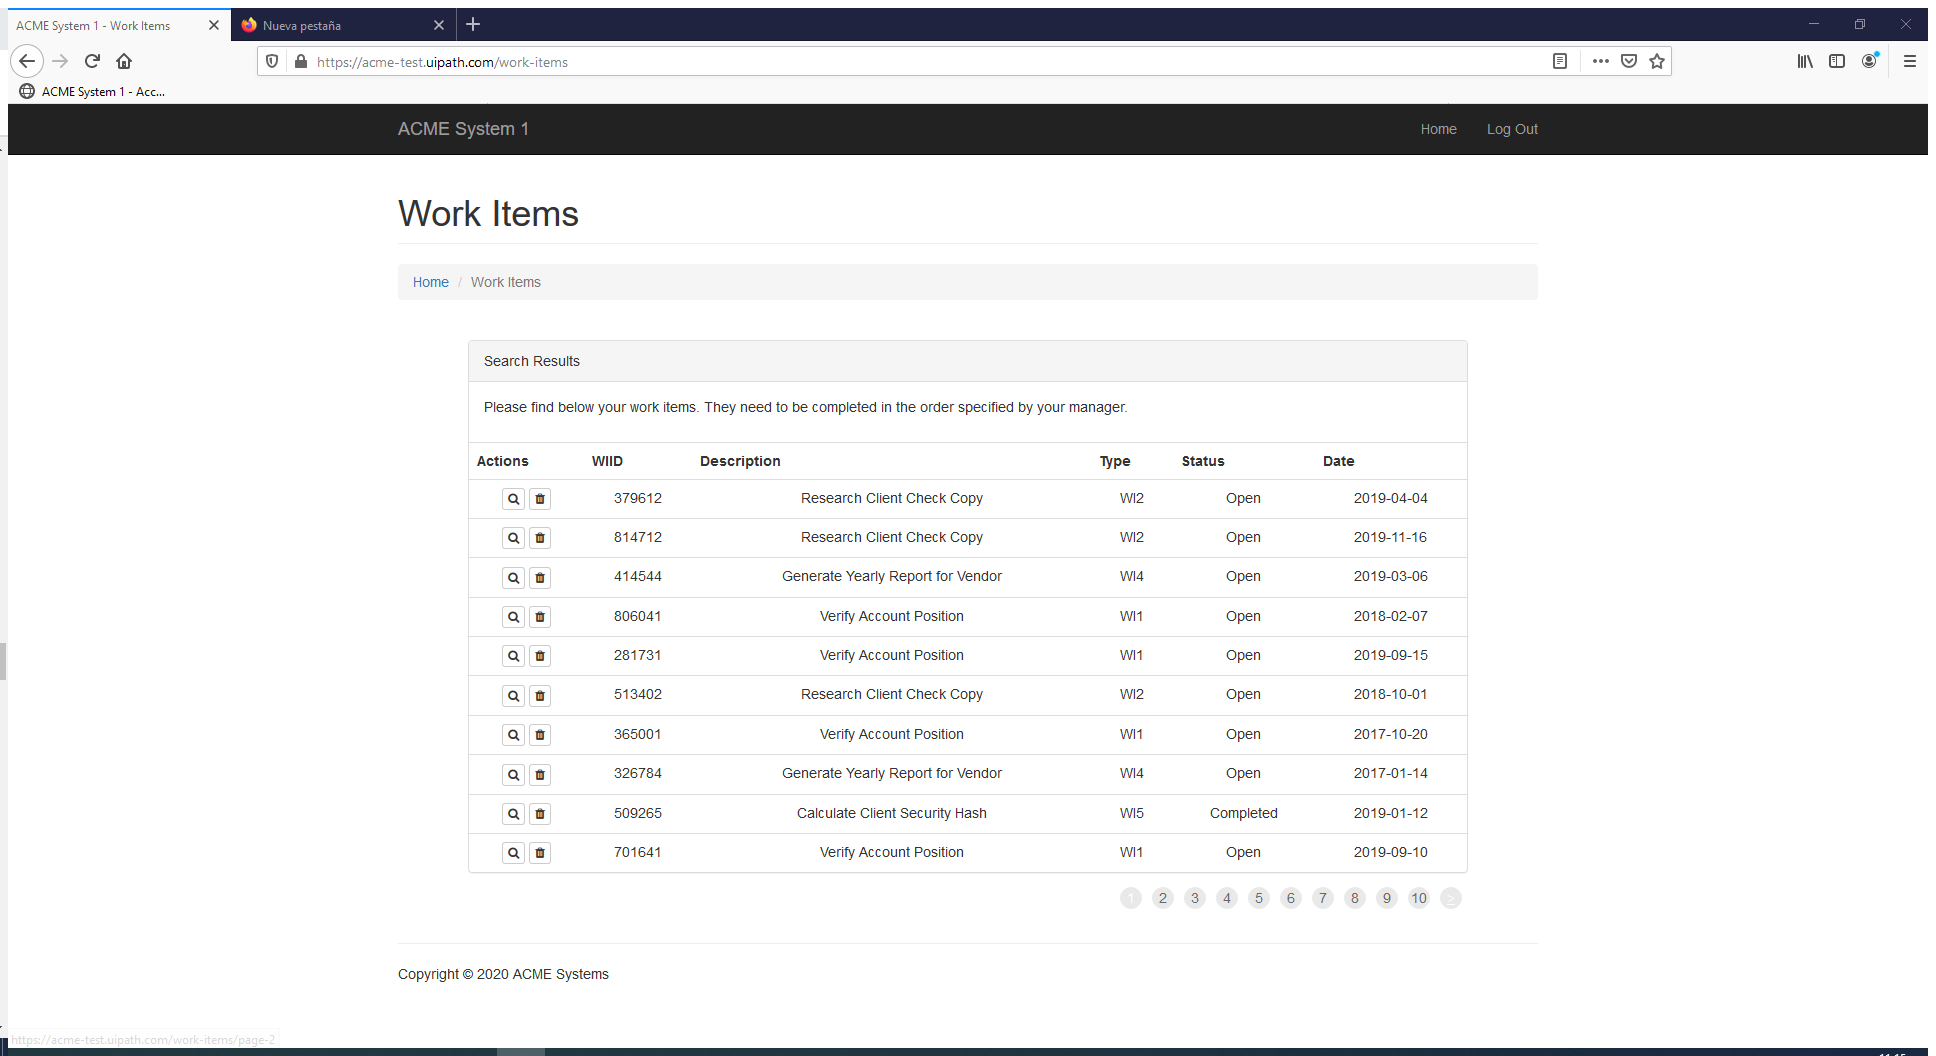 ACME System 1 - Work Items
Nueva pestaña
https://acme-test.uipath.com/work-items
ACME System 1 - Acc...
ACME System 1
Home
Log Out
Work Items
Home / Work Items
Search Results
Please find below your work items. They need to be completed in the order specified by your manager.
Actions WIID Description Type Status Date
379612 Research Client Check Copy WI2 Open 2019-04-04
814712 Research Client Check Copy WI2 Open 2019-11-16
414544 Generate Yearly Report for Vendor WI4 Open 2019-03-06
806041 Verify Account Position WI1 Open 2018-02-07
281731 Verify Account Position WI1 Open 2019-09-15
513402 Research Client Check Copy WI2 Open 2018-10-01
365001 Verify Account Position WI1 Open 2017-10-20
326784 Generate Yearly Report for Vendor WI4 Open 2017-01-14
509265 Calculate Client Security Hash WI5 Completed 2019-01-12
701641 Verify Account Position WI1 Open 2019-09-10
1 2 3 4 5 6 7 8 9 10 >
Copyright © 2020 ACME Systems
https://acme-test.uipath.com/work-items/page-2